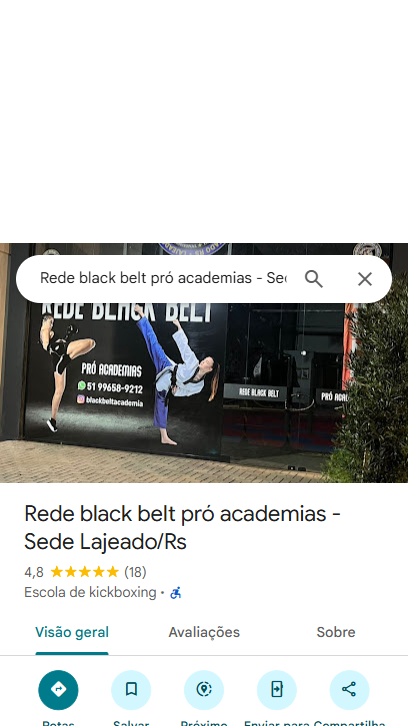 Rede black belt pró academias - Se
REDE BLACK BELT
PRÓ ACADEMIAS
51 99658-9212
blackbeltacademia
REDE BLACK BELT
PRÓ
Rede black belt pró academias -
Sede Lajeado/Rs
4,8 (18)
Escola de kickboxing ·
Visão geral Avaliações Sobre
Rotas Salvar Próximo Enviar para Compartilha